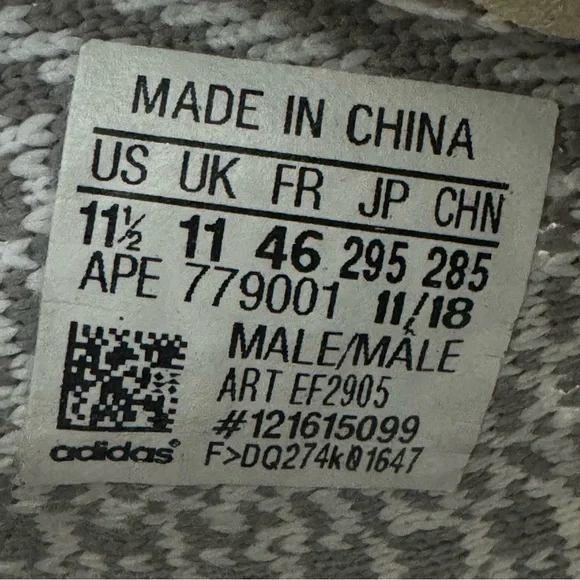 MADE IN CHINA
US UK FR JP CHN
11½ 11 46 295 285
APE 779001 11/18
MALE/MÂLE
ART EF2905
#121615099
adidas® F>DQ274k01647